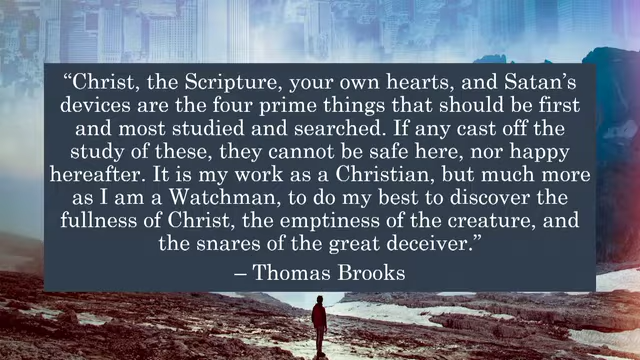 “Christ, the Scripture, your own hearts, and Satan’s
devices are the four prime things that should be first
and most studied and searched. If any cast off the
study of these, they cannot be safe here, nor happy
hereafter. It is my work as a Christian, but much more
as I am a Watchman, to do my best to discover the
fullness of Christ, the emptiness of the creature, and
the snares of the great deceiver.”
– Thomas Brooks